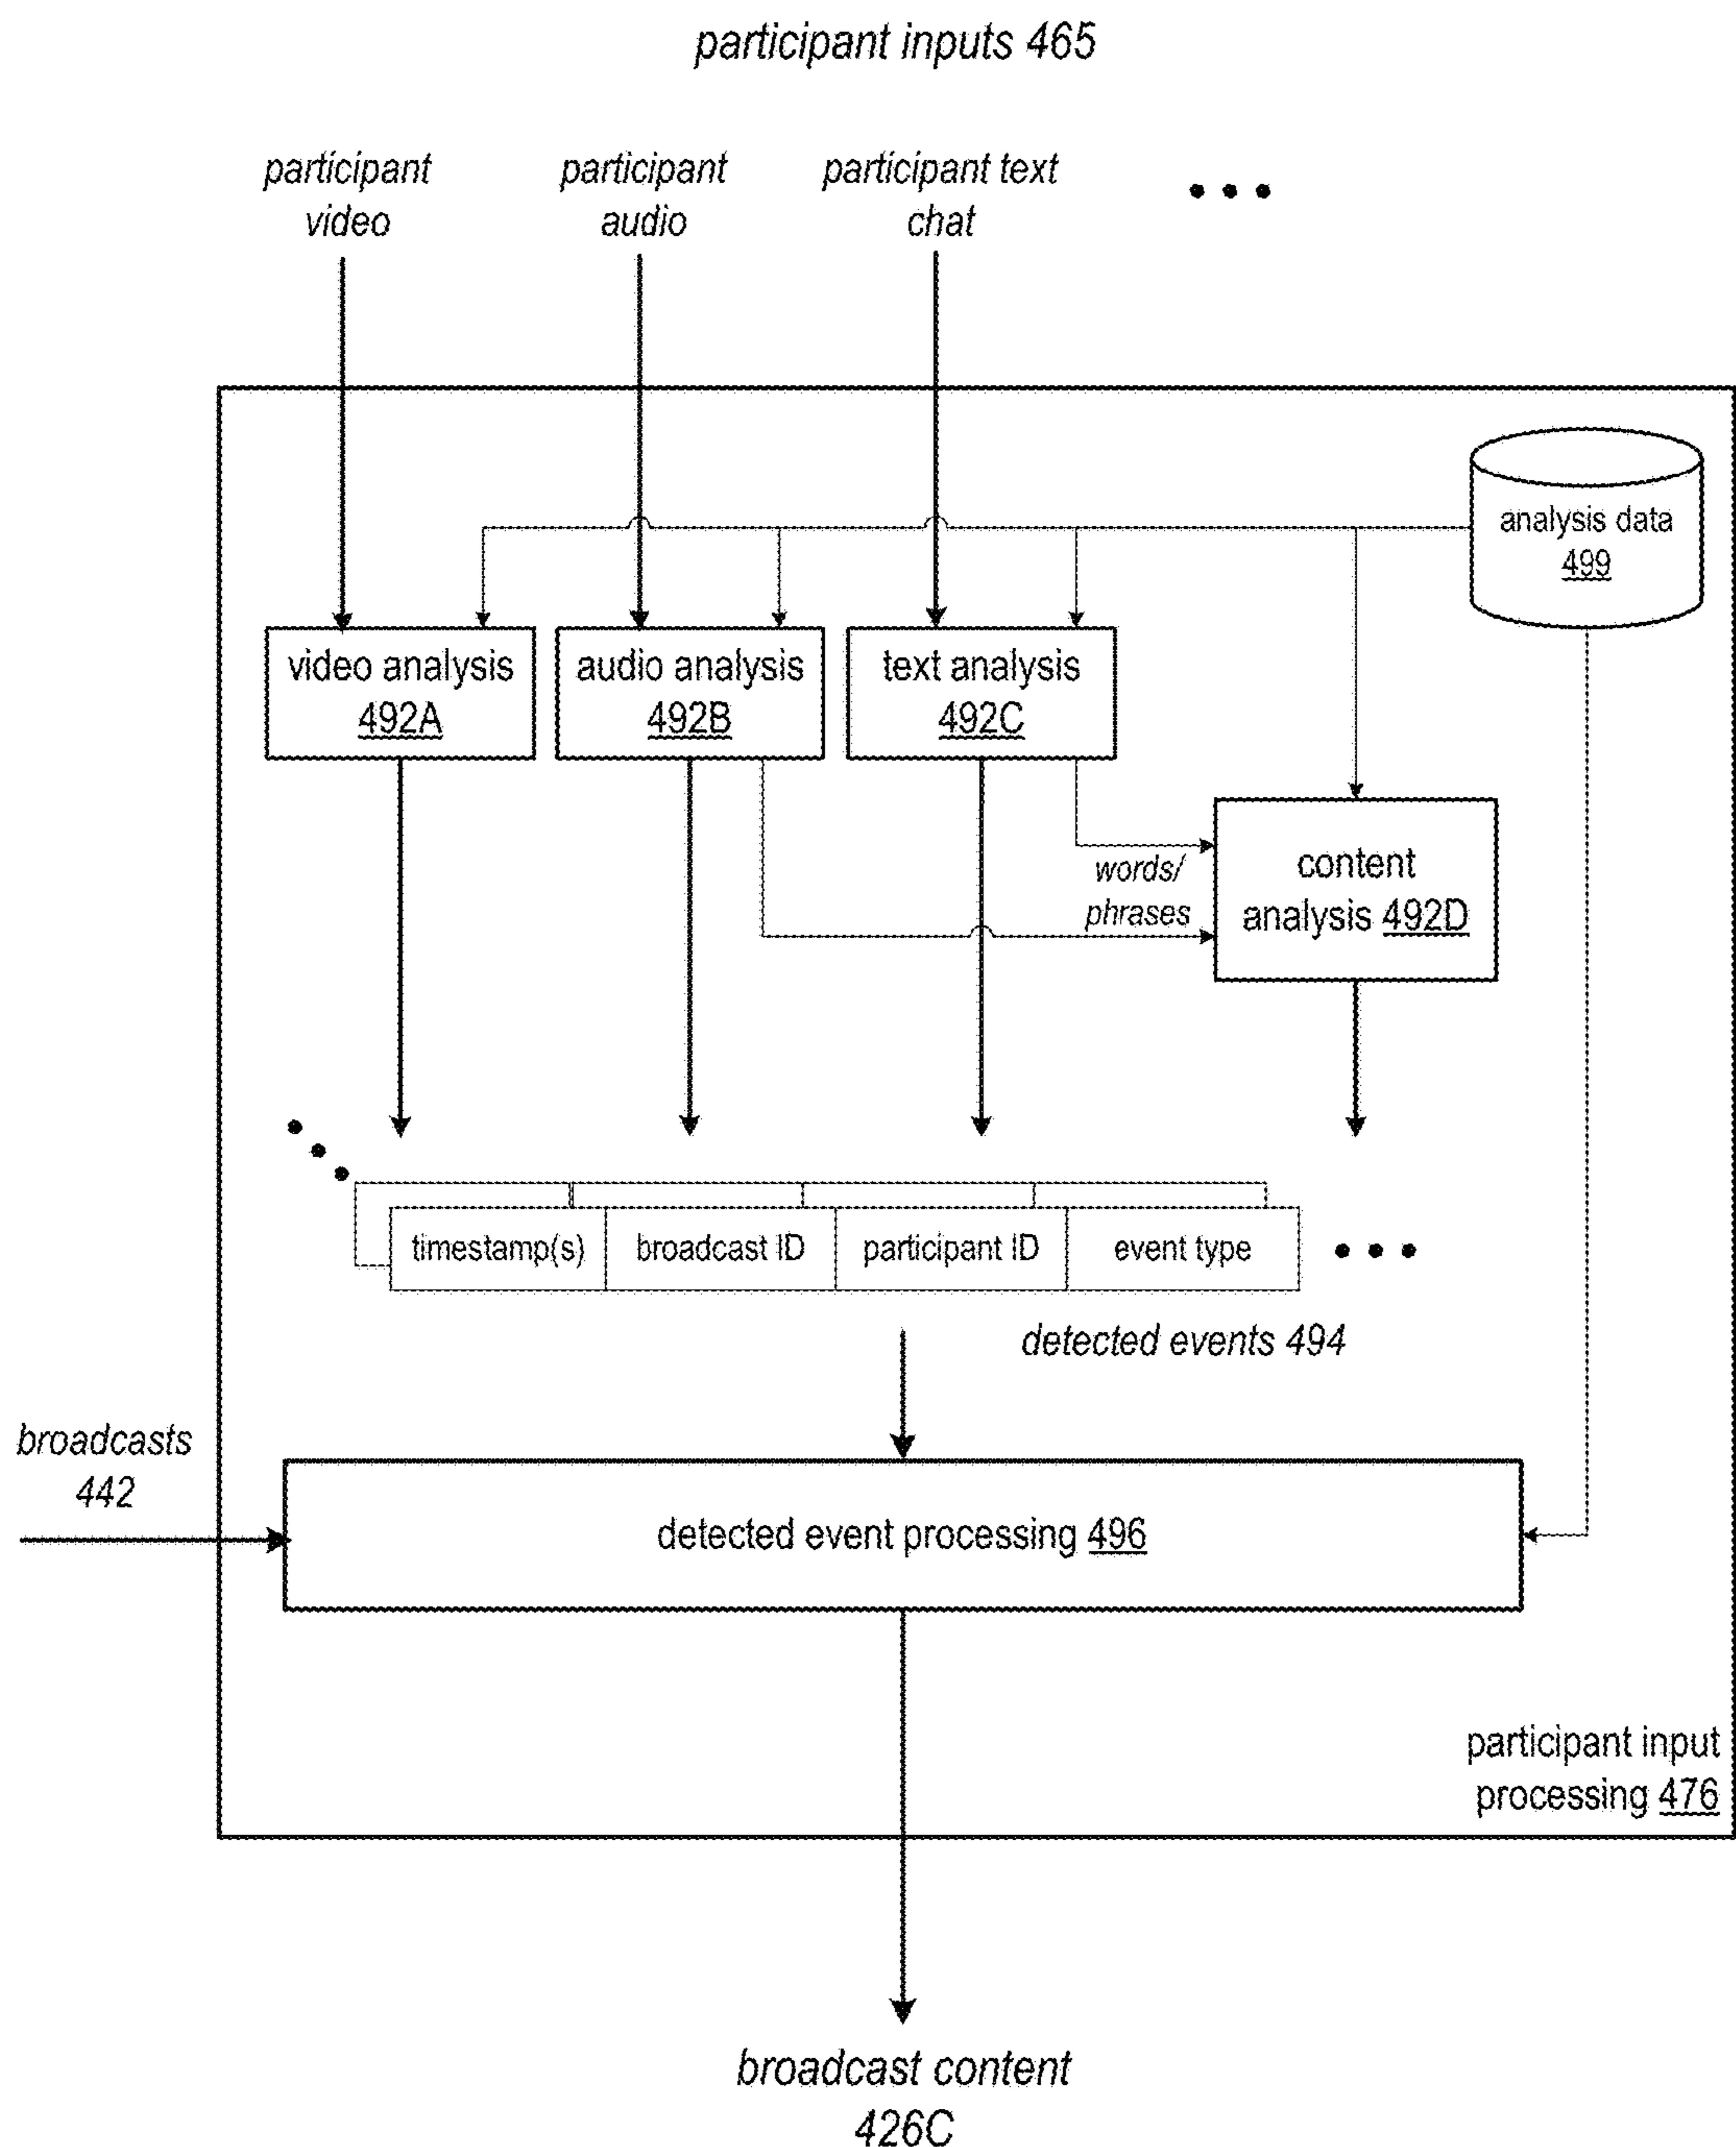 participant inputs 465
participant
video
participant
audio
participant text
chat
analysis data
499
video analysis
492A
audio analysis
492B
text analysis
492C
words/
phrases
content
analysis 492D
timestamp(s)
broadcast ID
participant ID
event type
detected events 494
broadcasts
442
detected event processing 496
participant input
processing 476
broadcast content
426C